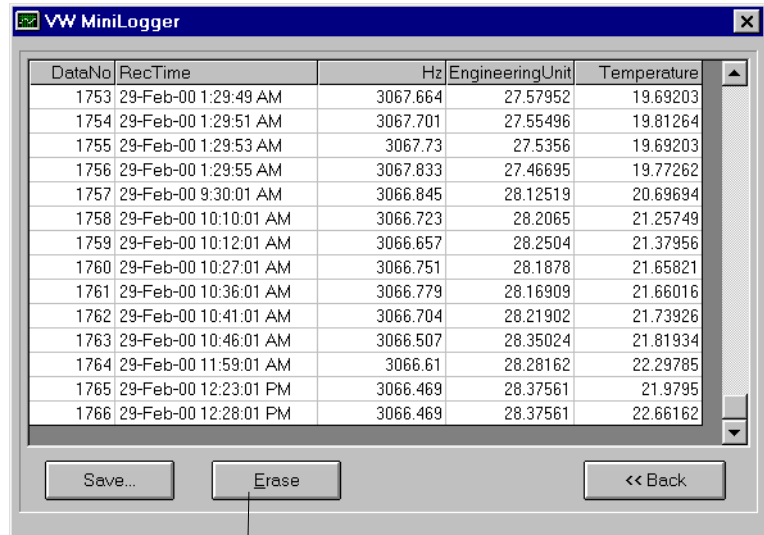 VW MiniLogger
DataNo RecTime Hz EngineeringUnit Temperature
1753 29-Feb-00 1:29:49 AM 3067.664 27.57952 19.69203
1754 29-Feb-00 1:29:51 AM 3067.701 27.55496 19.81264
1755 29-Feb-00 1:29:53 AM 3067.73 27.5356 19.69203
1756 29-Feb-00 1:29:55 AM 3067.833 27.46695 19.77262
1757 29-Feb-00 9:30:01 AM 3066.845 28.12519 20.69694
1758 29-Feb-00 10:10:01 AM 3066.723 28.2065 21.25749
1759 29-Feb-00 10:12:01 AM 3066.657 28.2504 21.37956
1760 29-Feb-00 10:27:01 AM 3066.751 28.1878 21.65821
1761 29-Feb-00 10:36:01 AM 3066.779 28.16909 21.66016
1762 29-Feb-00 10:41:01 AM 3066.704 28.21902 21.73926
1763 29-Feb-00 10:46:01 AM 3066.507 28.35024 21.81934
1764 29-Feb-00 11:59:01 AM 3066.61 28.28162 22.29785
1765 29-Feb-00 12:23:01 PM 3066.469 28.37561 21.9795
1766 29-Feb-00 12:28:01 PM 3066.469 28.37561 22.66162
Save... Erase << Back